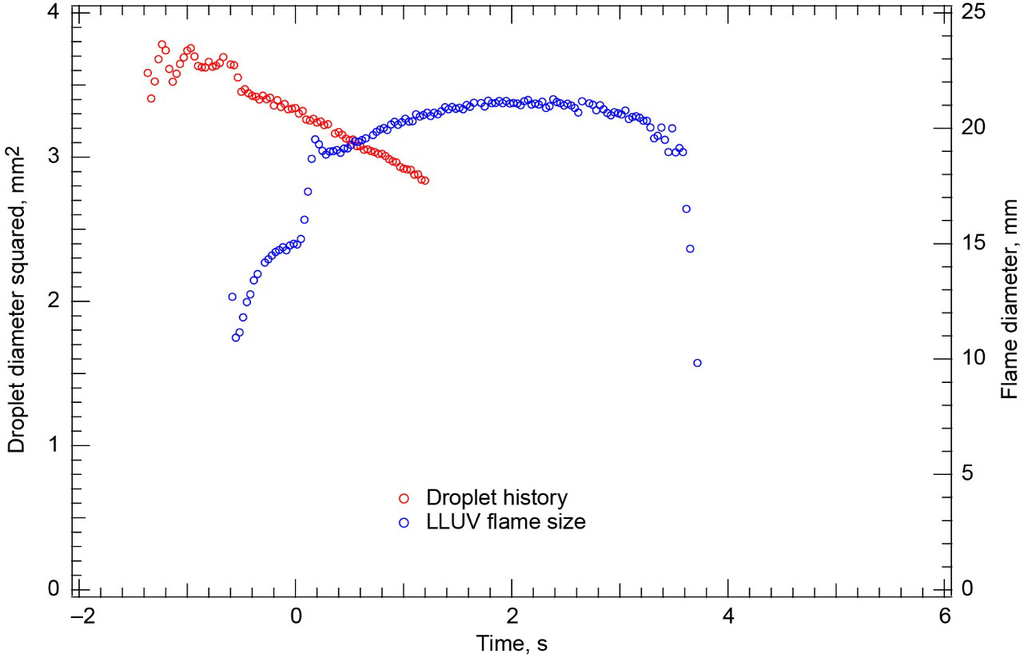 4
3
2
1
0
Droplet diameter squared, mm2
25
20
15
10
5
0
Flame diameter, mm
Droplet history
LLUV flame size
–2 0 2 4 6
Time, s